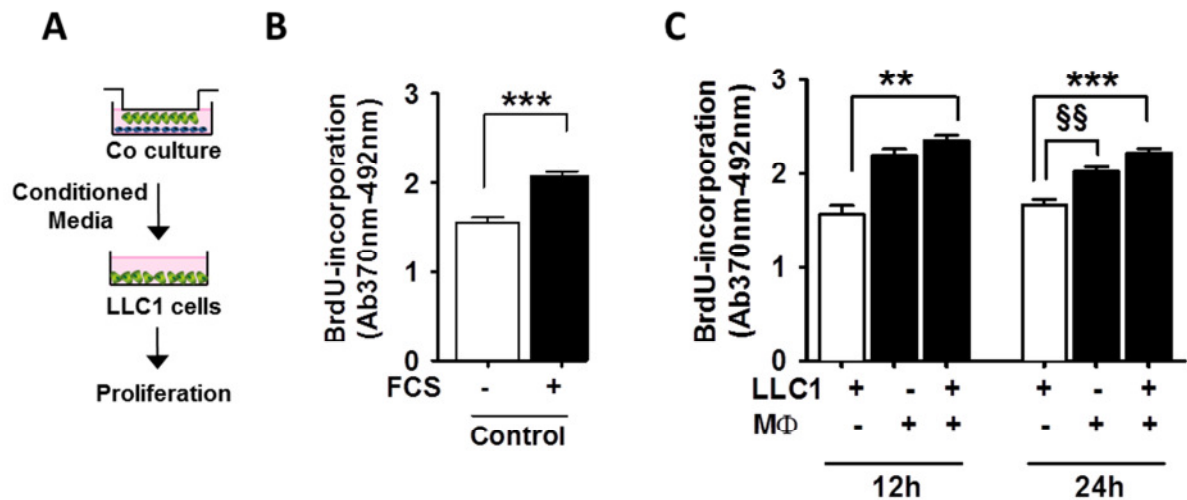 A
Co culture
Conditioned
Media
LLC1 cells
Proliferation
B
BrdU-incorporation
(Ab370nm-492nm)
3
2
1
0
***
FCS - +
Control
C
BrdU-incorporation
(Ab370nm-492nm)
3
2
1
0
** ***
§§
LLC1 + - + + - +
MΦ - + + - + +
12h 24h